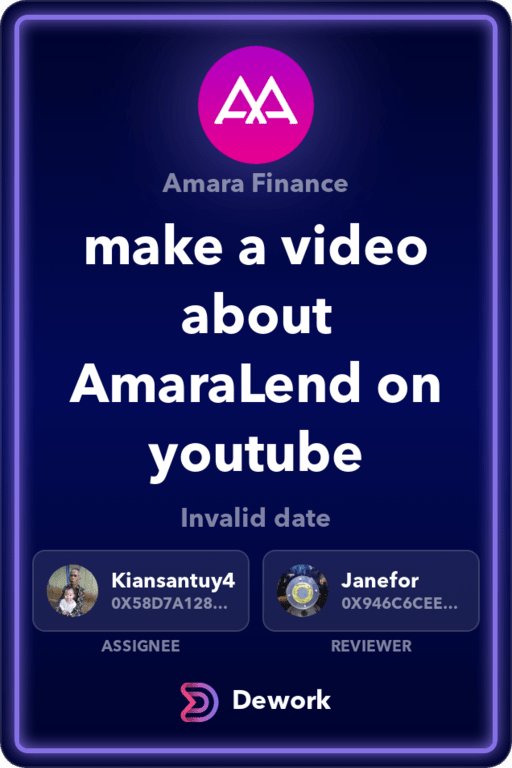 Amara Finance
make a video
about
AmaraLend on
youtube
Invalid date
Kiansantuy4
0X58D7A128...
ASSIGNEE
Janefor
0X946C6CEE...
REVIEWER
Dework